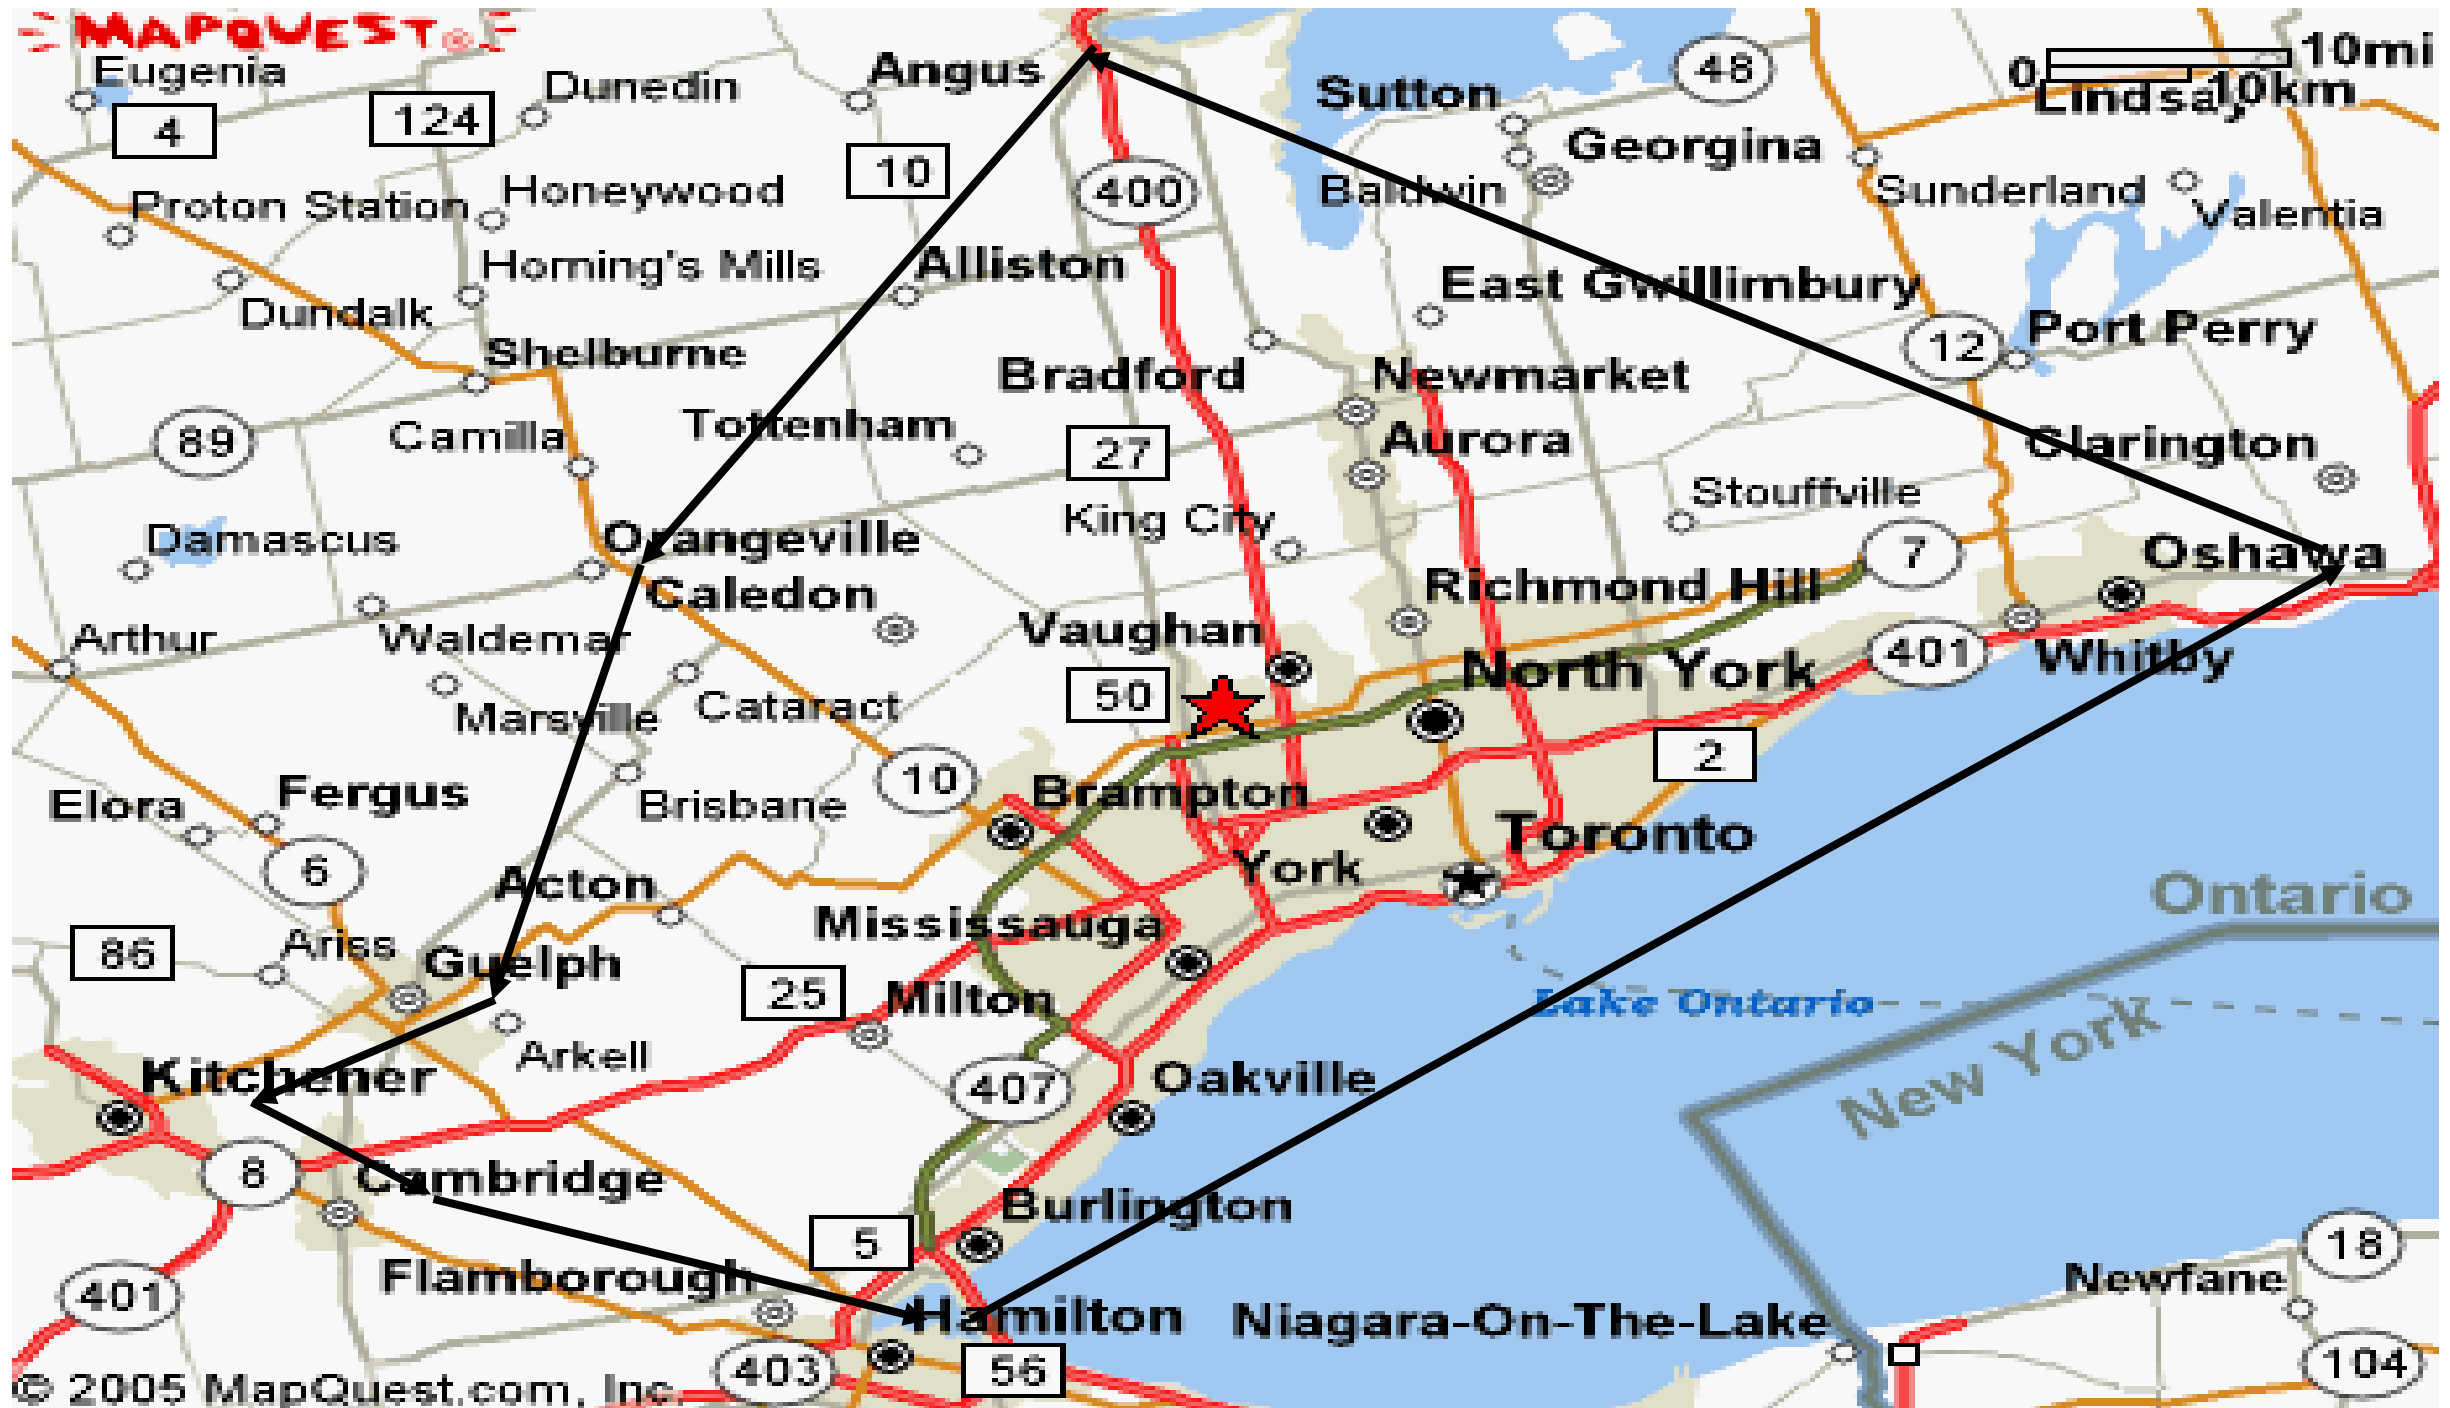 MAPQUEST®
Eugenia
4
124
Dunedin
Angus
10
400
Sutton
48
0
10mi
10km
Lindsay
Georgina
Baldwin
Sunderland
Valentia
Proton Station
Honeywood
Horning's Mills
Alliston
East Gwillimbury
Dundalk
Shelburne
Bradford
Newmarket
12
Port Perry
89
Camilla
Tottenham
27
Aurora
Clarington
King City
Stouffville
Damascus
Orangeville
7
Oshawa
Caledon
Richmond Hill
Arthur
Waldemar
Vaughan
401
Whitby
Marsville
Cataract
50
North York
2
Fergus
Elora
10
Brisbane
Brampton
Toronto
6
Acton
York
Ontario
86
Ariss
Guelph
Mississauga
25
Milton
Lake Ontario
New York
Arkell
Kitchener
407
Oakville
8
Cambridge
Burlington
5
Flamborough
401
Hamilton
Niagara-On-The-Lake
18
Newfane
403
56
104
© 2005 MapQuest.com, Inc.